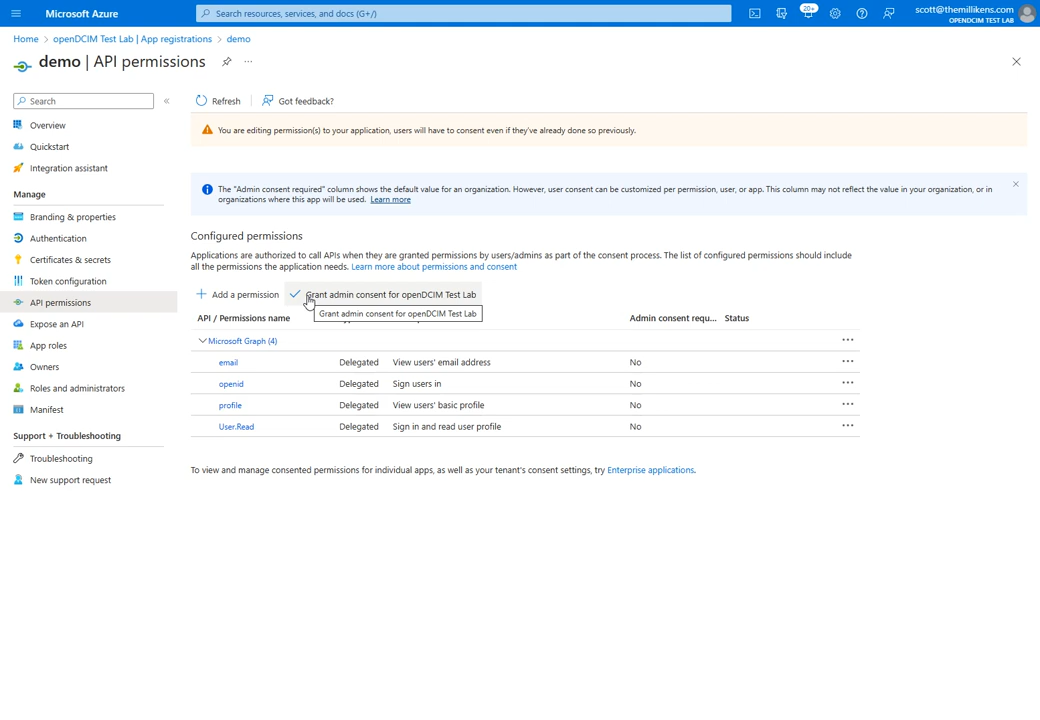 Microsoft Azure
Search resources, services, and docs (G+/)
20+
scott@themillikens.com
OPENDCIM TEST LAB
Home > openDCIM Test Lab | App registrations > demo
demo | API permissions
Search
Overview
Quickstart
Integration assistant
Manage
Branding & properties
Authentication
Certificates & secrets
Token configuration
API permissions
Expose an API
App roles
Owners
Roles and administrators
Manifest
Support + Troubleshooting
Troubleshooting
New support request
Refresh
Got feedback?
You are editing permission(s) to your application, users will have to consent even if they've already done so previously.
The "Admin consent required" column shows the default value for an organization. However, user consent can be customized per permission, user, or app. This column may not reflect the value in your organization, or in
organizations where this app will be used. Learn more
Configured permissions
Applications are authorized to call APIs when they are granted permissions by users/admins as part of the consent process. The list of configured permissions should include
all the permissions the application needs. Learn more about permissions and consent
Add a permission
Grant admin consent for openDCIM Test Lab
Grant admin consent for openDCIM Test Lab
API / Permissions name Admin consent requ... Status
Microsoft Graph (4)
email Delegated View users' email address No
openid Delegated Sign users in No
profile Delegated View users' basic profile No
User.Read Delegated Sign in and read user profile No
To view and manage consented permissions for individual apps, as well as your tenant's consent settings, try Enterprise applications.